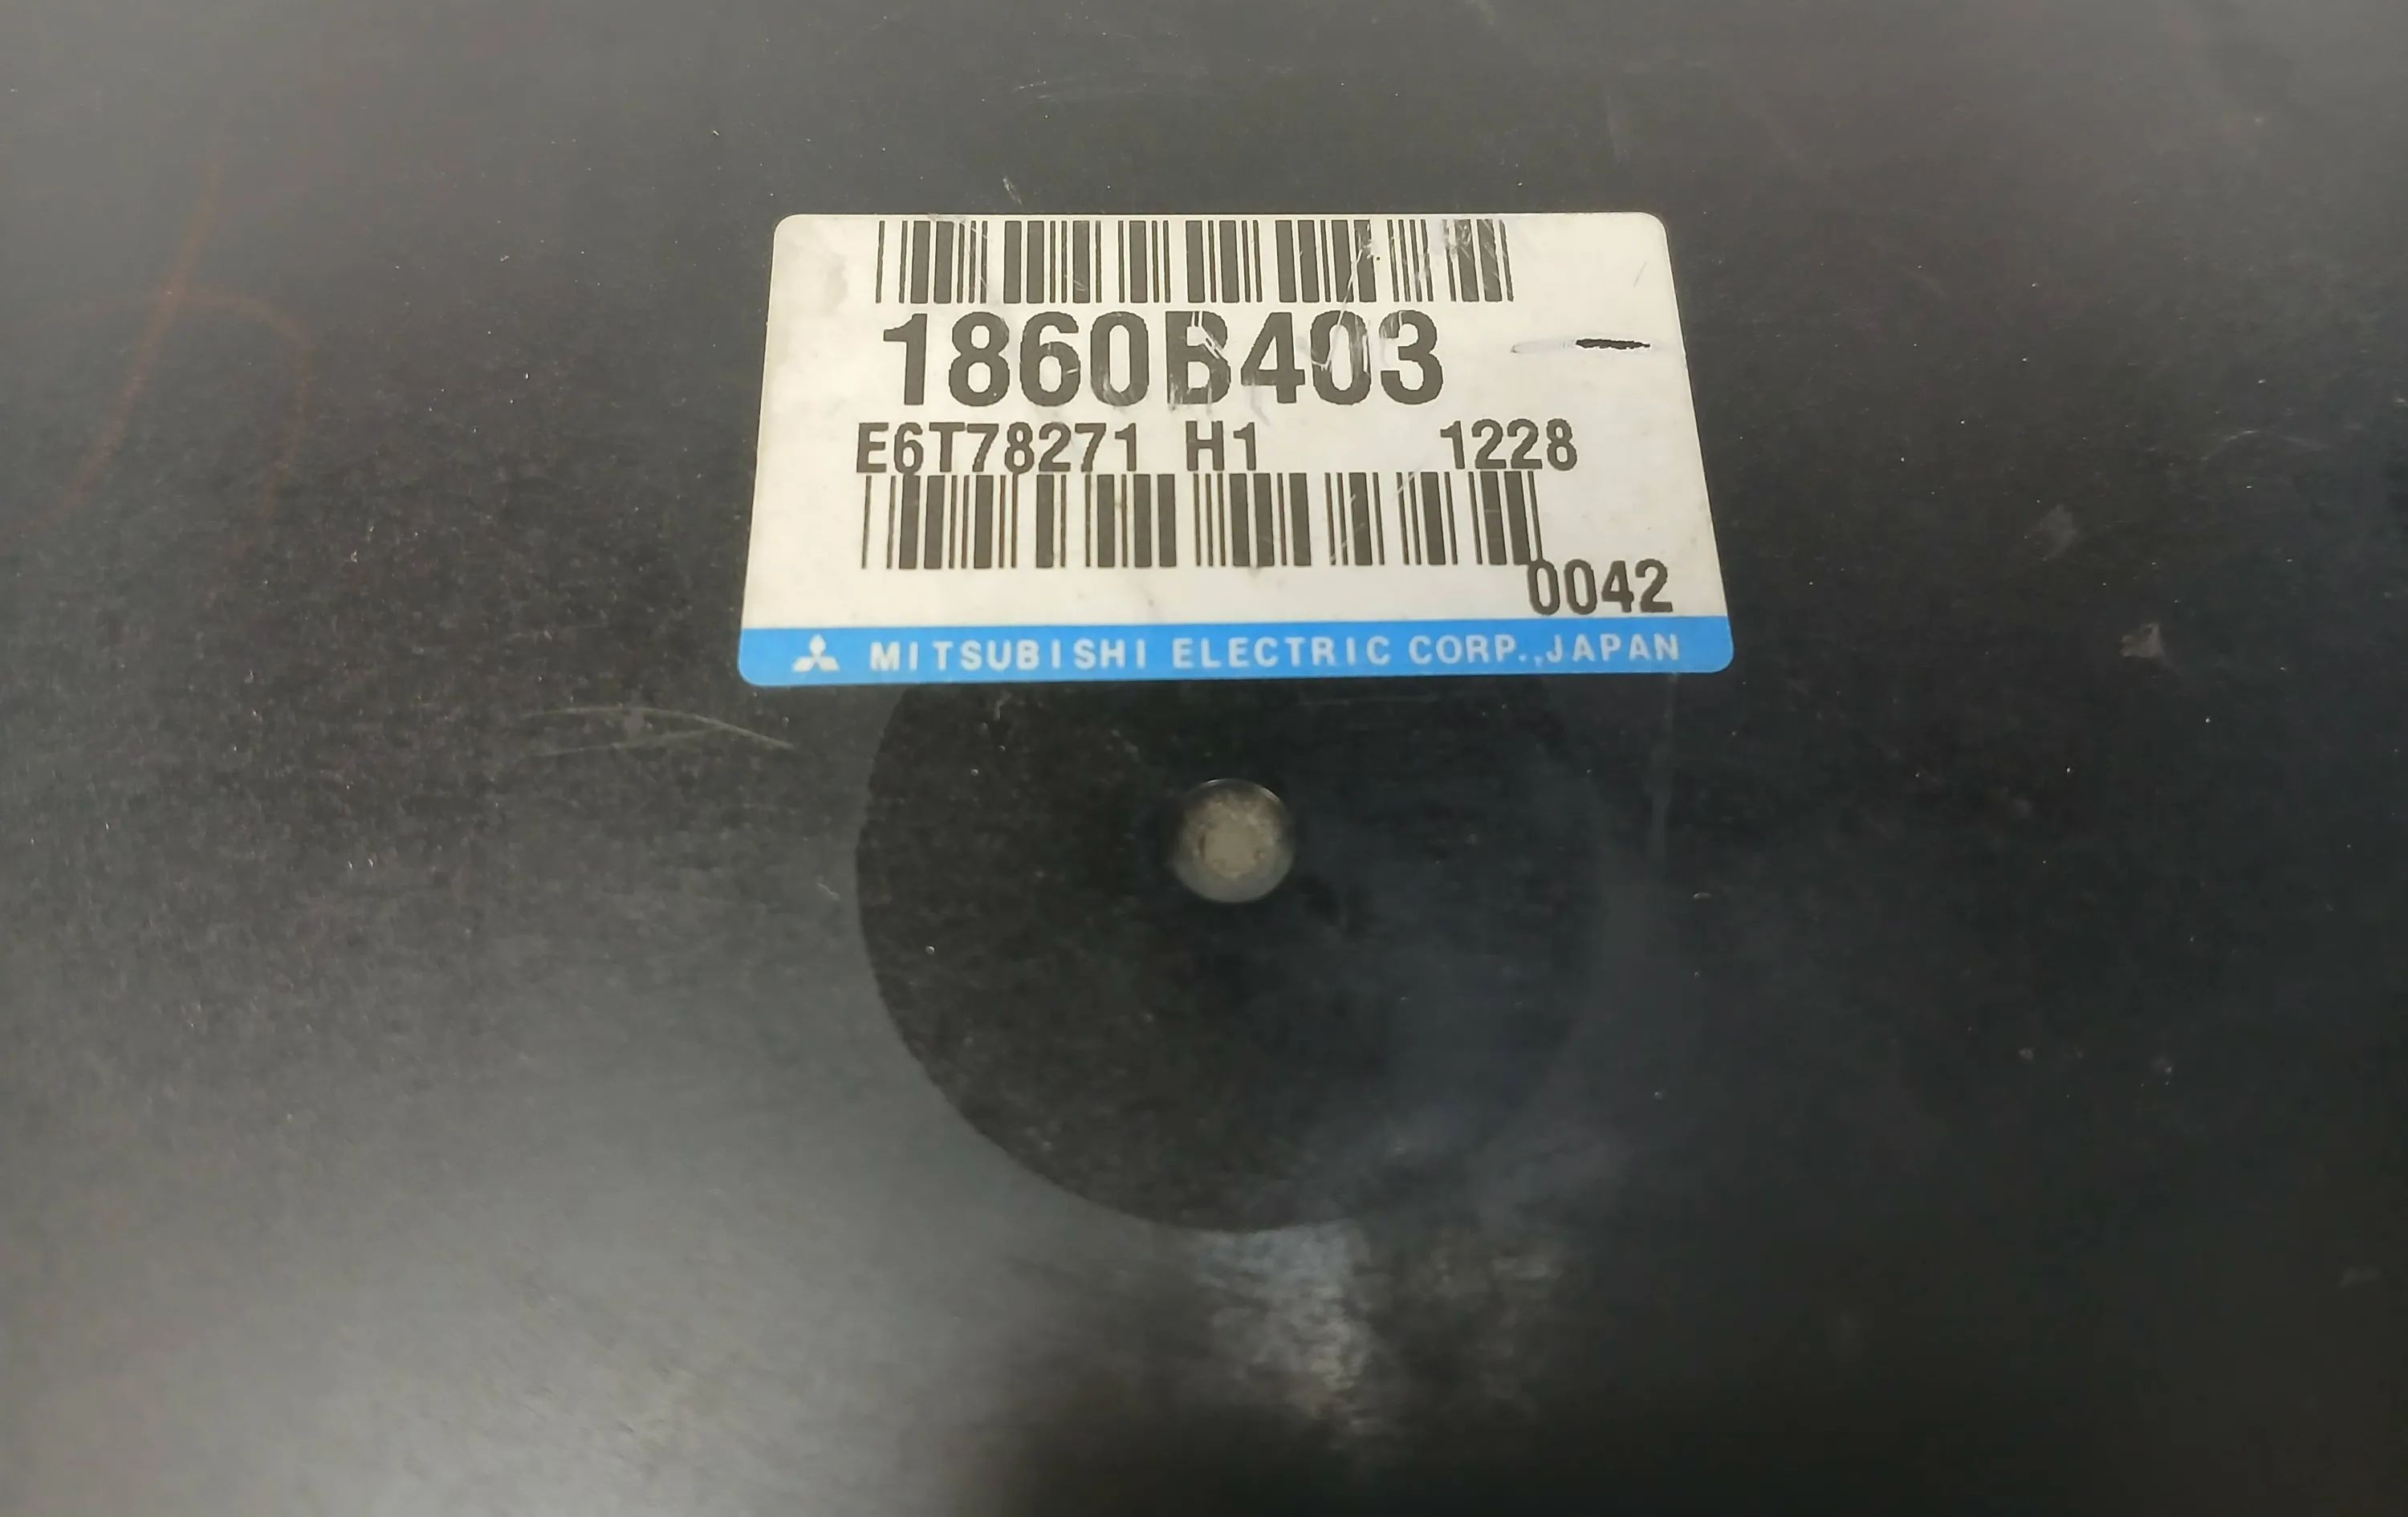 1860B403
E6T78271 H1 1228
0042
MITSUBISHI ELECTRIC CORP.,JAPAN